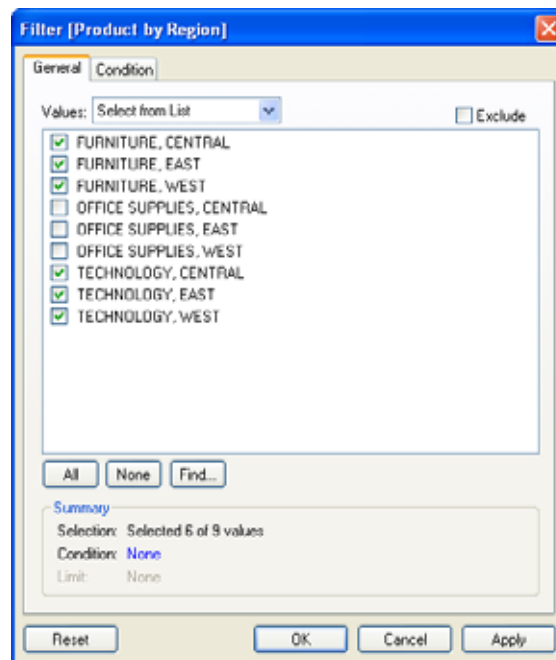 Filter [Product by Region]
General Condition
Values: Select from List Exclude
FURNITURE, CENTRAL
FURNITURE, EAST
FURNITURE, WEST
OFFICE SUPPLIES, CENTRAL
OFFICE SUPPLIES, EAST
OFFICE SUPPLIES, WEST
TECHNOLOGY, CENTRAL
TECHNOLOGY, EAST
TECHNOLOGY, WEST
All None Find...
Summary
Selection: Selected 6 of 9 values
Condition: None
Limit: None
Reset OK Cancel Apply